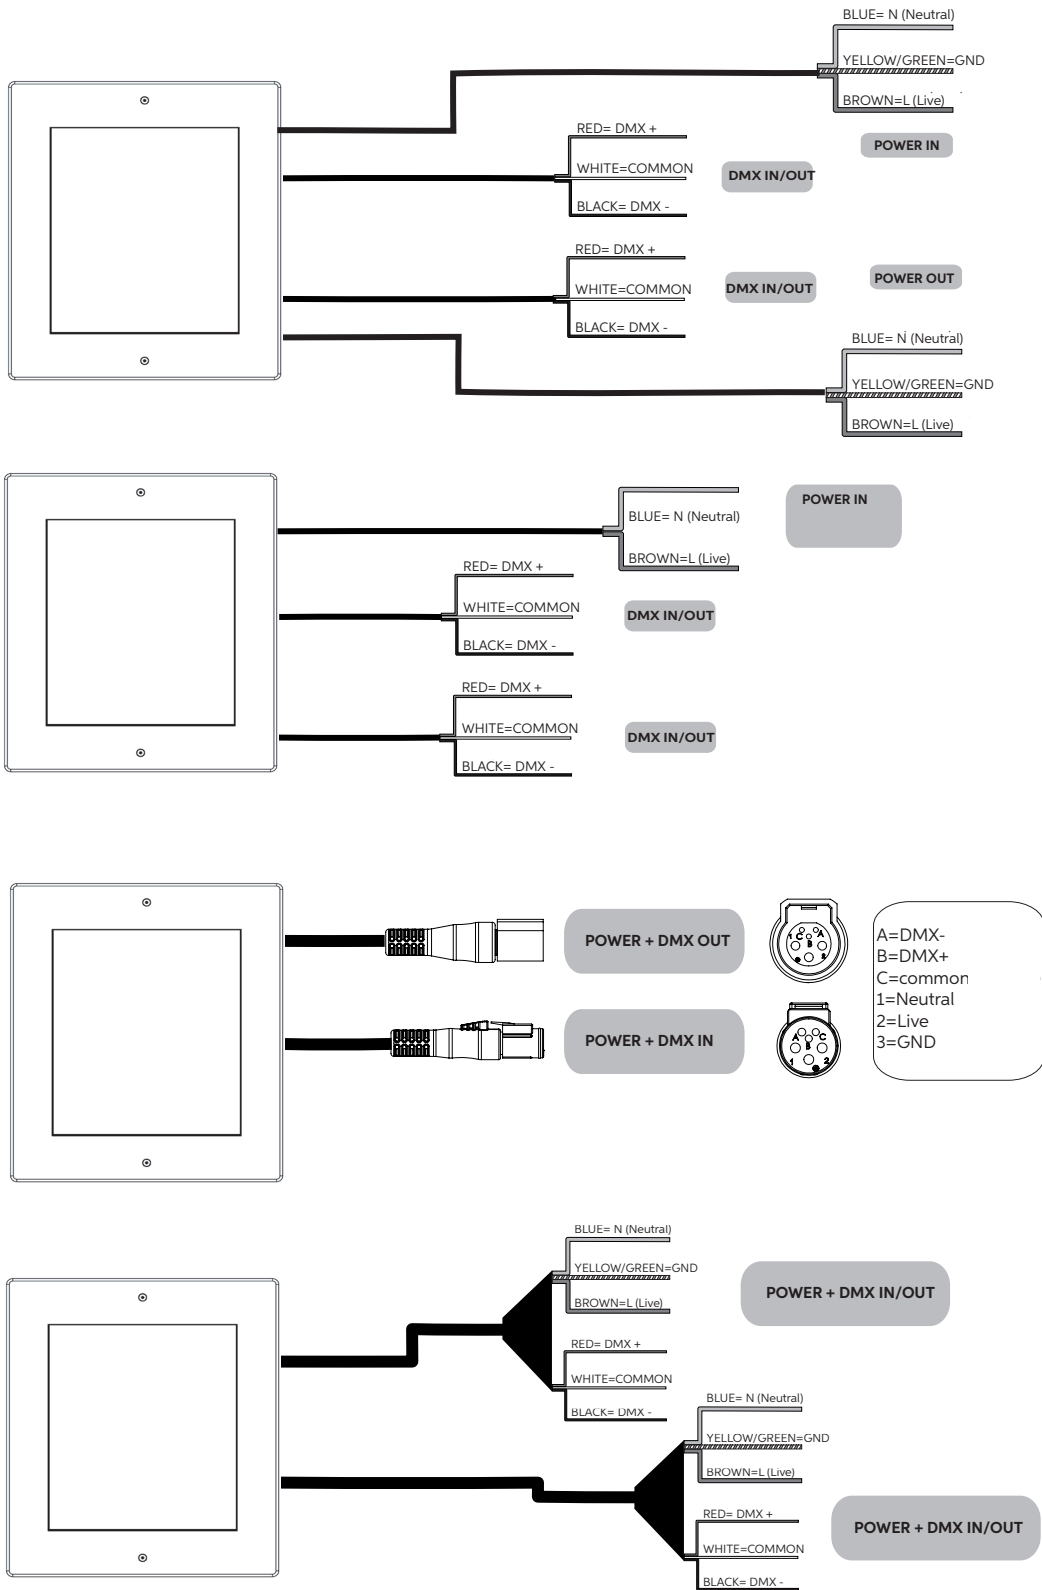 BLUE= N (Neutral)
YELLOW/GREEN=GND
BROWN=L (Live)
POWER IN
RED= DMX +
WHITE=COMMON
BLACK= DMX -
DMX IN/OUT
RED= DMX +
WHITE=COMMON
BLACK= DMX -
DMX IN/OUT
POWER OUT
BLUE= N (Neutral)
YELLOW/GREEN=GND
BROWN=L (Live)
BLUE= N (Neutral)
BROWN=L (Live)
POWER IN
RED= DMX +
WHITE=COMMON
BLACK= DMX -
DMX IN/OUT
RED= DMX +
WHITE=COMMON
BLACK= DMX -
DMX IN/OUT
POWER + DMX OUT
1 C A
B
2
A=DMX-
B=DMX+
C=common
1=Neutral
2=Live
3=GND
POWER + DMX IN
A C
B
1 2
BLUE= N (Neutral)
YELLOW/GREEN=GND
BROWN=L (Live)
RED= DMX +
WHITE=COMMON
BLACK= DMX -
POWER + DMX IN/OUT
BLUE= N (Neutral)
YELLOW/GREEN=GND
BROWN=L (Live)
RED= DMX +
WHITE=COMMON
BLACK= DMX -
POWER + DMX IN/OUT